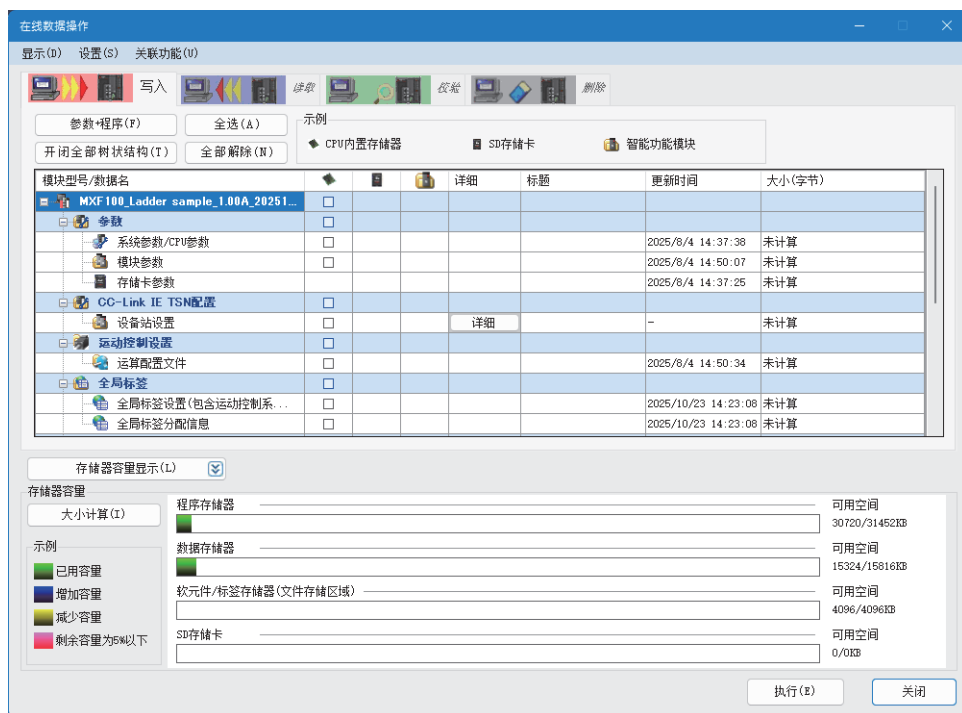 在线数据操作
显示(D) 设置(S) 关联功能(U)
写入 读取 校验 删除
参数+程序(F) 全选(A)
开闭全部树状结构(T) 全部解除(N)
示例
CPU内置存储器 SD存储卡 智能功能模块
模块型号/数据名 详细 标题 更新时间 大小(字节)
MXF100_Ladder sample_1.00A_20251...
参数
系统参数/CPU参数 2025/8/4 14:37:38 未计算
模块参数 2025/8/4 14:50:07 未计算
存储卡参数 2025/8/4 14:37:25 未计算
CC-Link IE TSN配置
设备站设置 详细 - 未计算
运动控制设置
运算配置文件 2025/8/4 14:50:34 未计算
全局标签
全局标签设置(包含运动控制系... 2025/10/23 14:23:08 未计算
全局标签分配信息 2025/10/23 14:23:08 未计算
存储器容量显示(L)
存储器容量
大小计算(I)
示例
已用容量
增加容量
减少容量
剩余容量为5%以下
程序存储器 可用空间
30720/31452KB
数据存储器 可用空间
15324/15816KB
软元件/标签存储器(文件存储区域) 可用空间
4096/4096KB
SD存储卡 可用空间
0/0KB
执行(E) 关闭